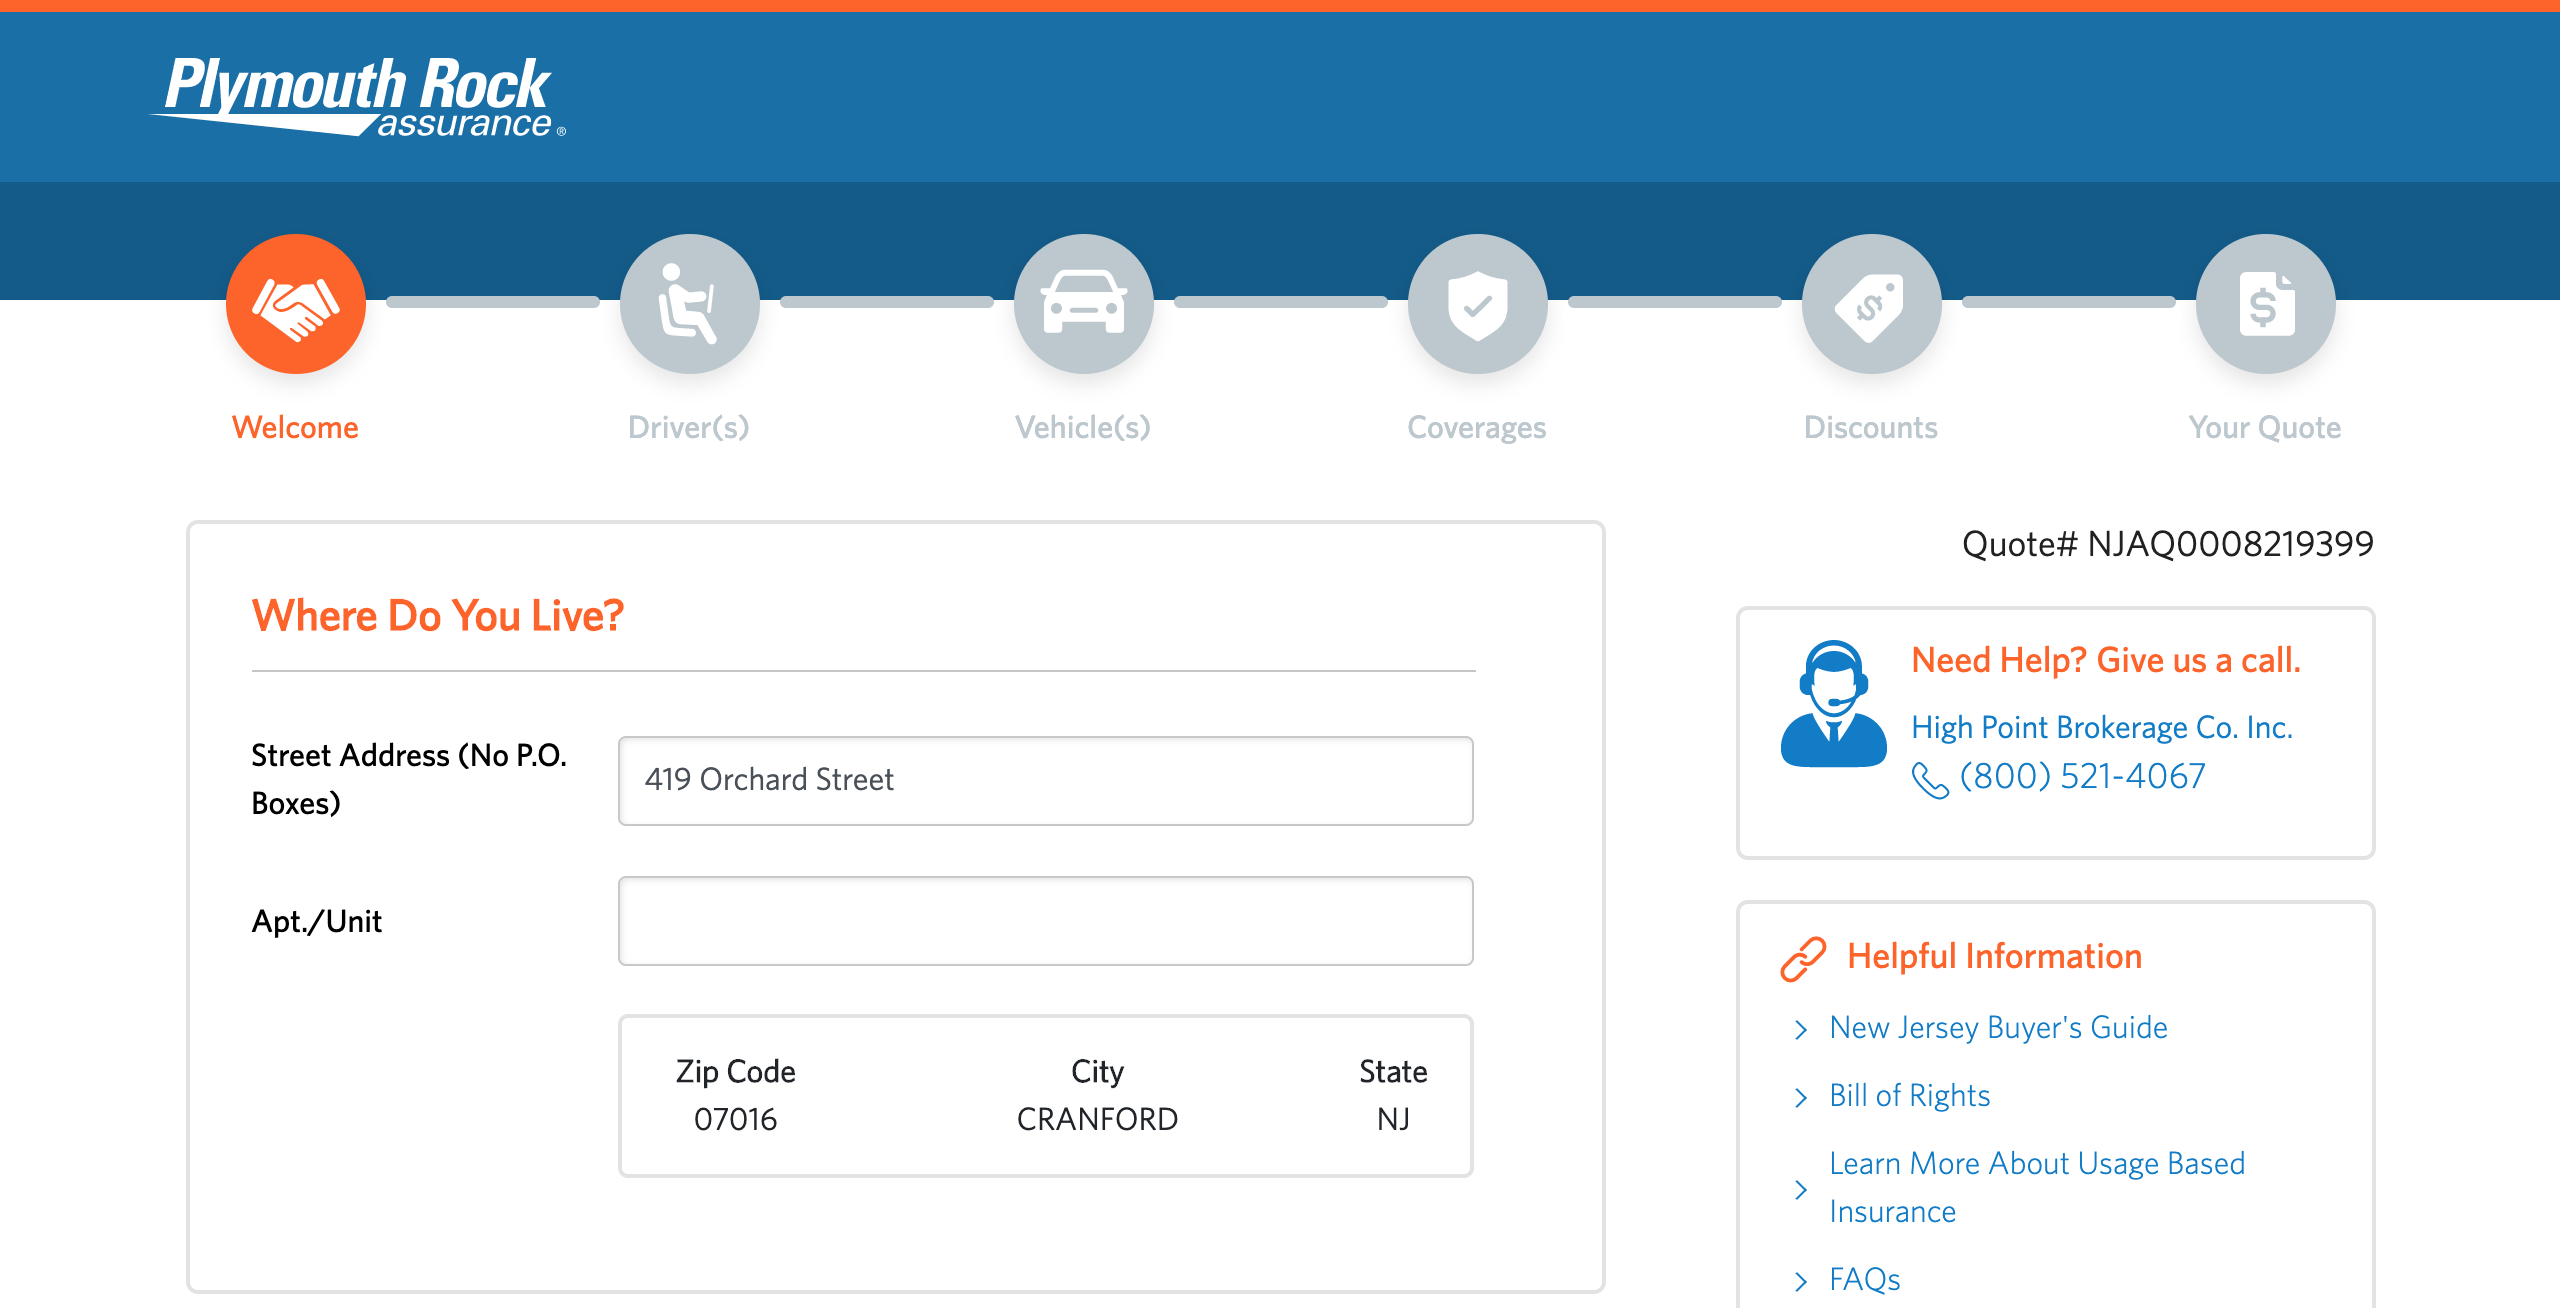 Plymouth Rock
assurance ®
Welcome
Driver(s)
Vehicle(s)
Coverages
Discounts
Your Quote
Where Do You Live?
Street Address (No P.O.
Boxes)
419 Orchard Street
Apt./Unit
Zip Code
City
State
07016
CRANFORD
NJ
Quote# NJAQ0008219399
Need Help? Give us a call.
High Point Brokerage Co. Inc.
(800) 521-4067
Helpful Information
New Jersey Buyer's Guide
Bill of Rights
Learn More About Usage Based
Insurance
FAQs